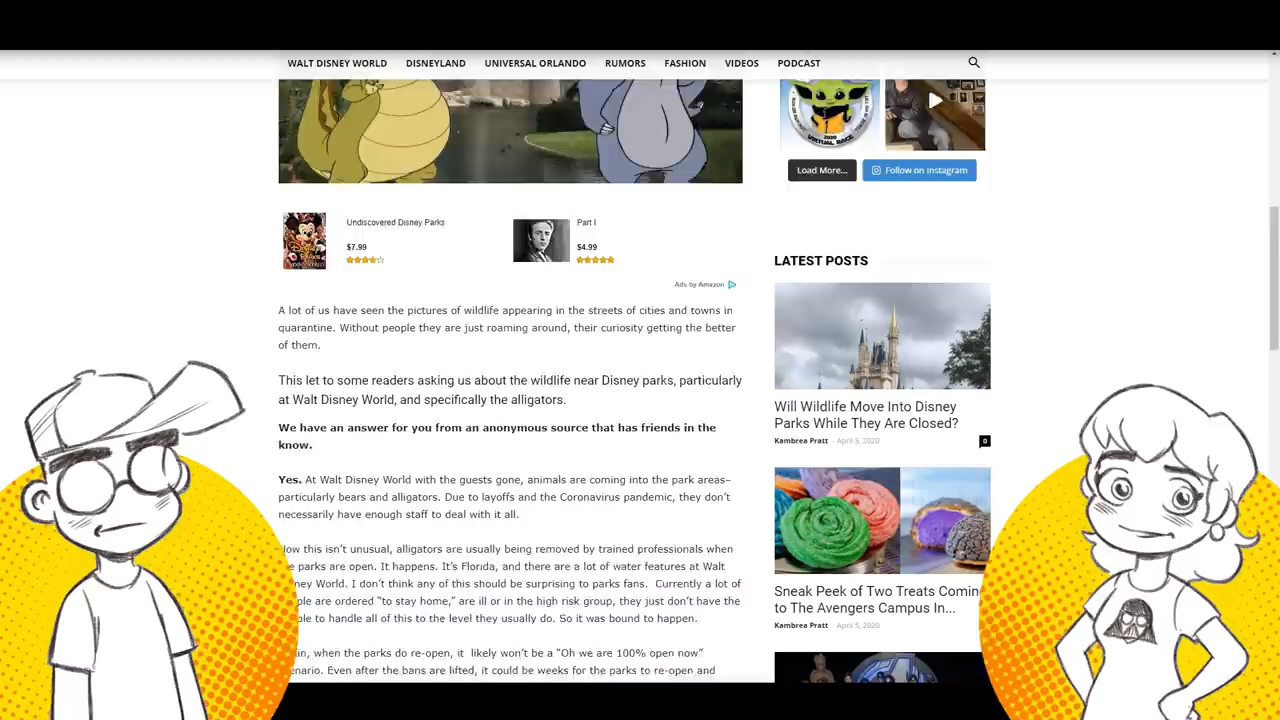 WALT DISNEY WORLD DISNEYLAND UNIVERSAL ORLANDO RUMORS FASHION VIDEOS PODCAST
2020
VIRTUAL RACE
Load More... Follow on Instagram
Undiscovered Disney Parks
$7.99
Part I
$4.99
Ads by Amazon
A lot of us have seen the pictures of wildlife appearing in the streets of cities and towns in
quarantine. Without people they are just roaming around, their curiosity getting the better
of them.
This let to some readers asking us about the wildlife near Disney parks, particularly
at Walt Disney World, and specifically the alligators.
We have an answer for you from an anonymous source that has friends in the
know.
Yes. At Walt Disney World with the guests gone, animals are coming into the park areas–
particularly bears and alligators. Due to layoffs and the Coronavirus pandemic, they don't
necessarily have enough staff to deal with it all.
ow this isn't unusual, alligators are usually being removed by trained professionals when
e parks are open. It happens. It's Florida, and there are a lot of water features at Walt
ney World. I don't think any of this should be surprising to parks fans. Currently a lot of
ple are ordered "to stay home," are ill or in the high risk group, they just don't have the
ple to handle all of this to the level they usually do. So it was bound to happen.
in, when the parks do re-open, it likely won't be a "Oh we are 100% open now"
enario. Even after the bans are lifted, it could be weeks for the parks to re-open and
LATEST POSTS
Will Wildlife Move Into Disney
Parks While They Are Closed?
Kambrea Pratt - April 5, 2020 0
Sneak Peek of Two Treats Comin
to The Avengers Campus In...
Kambrea Pratt - April 5, 2020